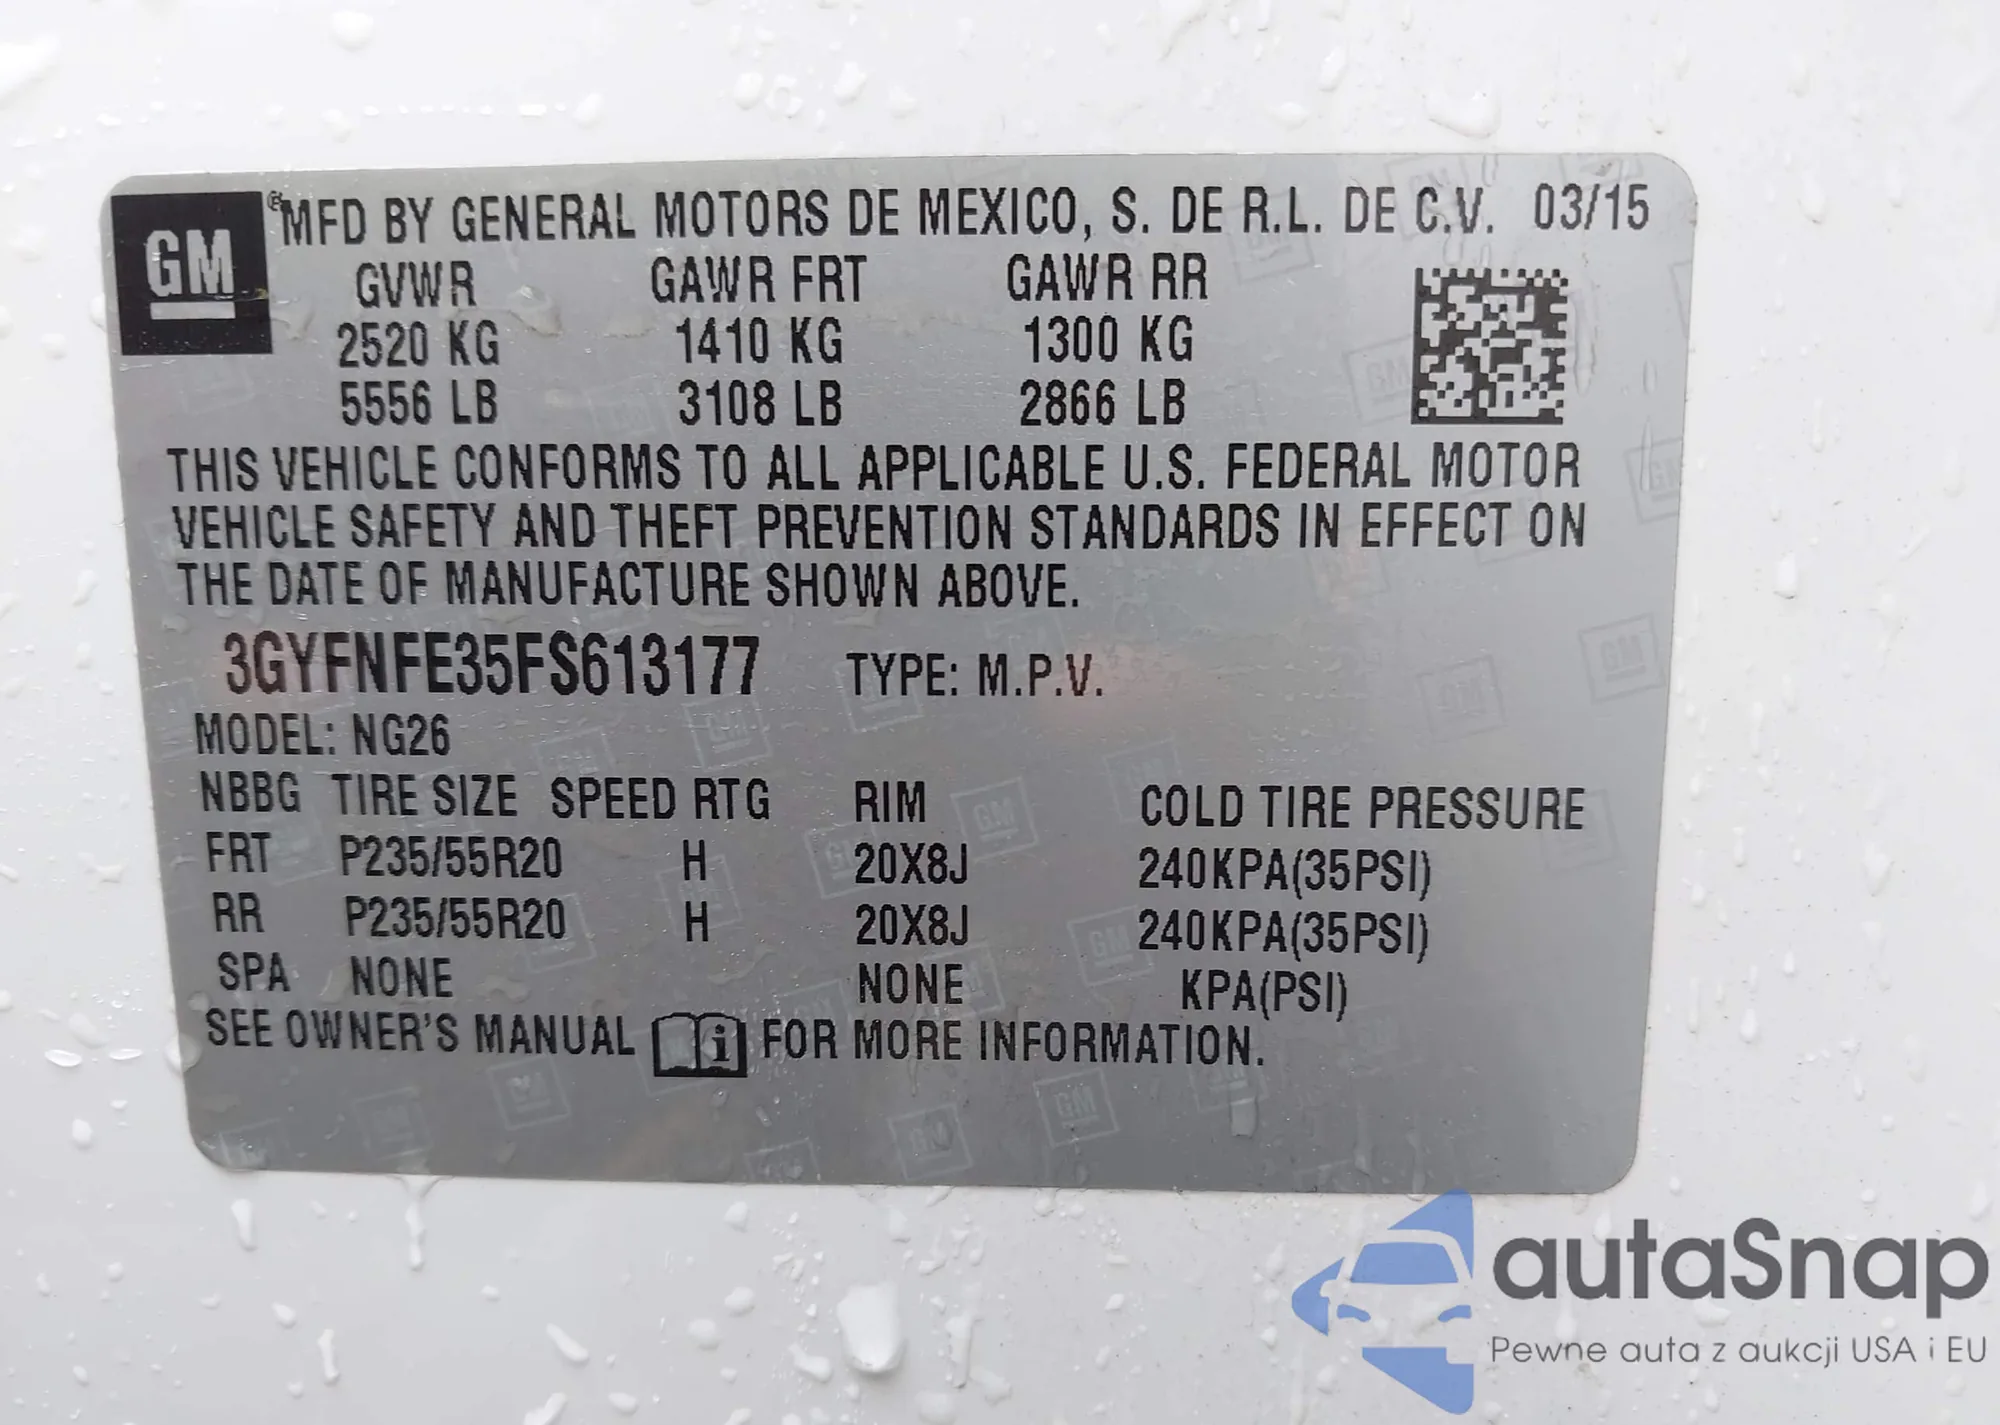 GM ® MFD BY GENERAL MOTORS DE MEXICO, S. DE R.L. DE C.V. 03/15
GVWR GAWR FRT GAWR RR
2520 KG 1410 KG 1300 KG
5556 LB 3108 LB 2866 LB
THIS VEHICLE CONFORMS TO ALL APPLICABLE U.S. FEDERAL MOTOR
VEHICLE SAFETY AND THEFT PREVENTION STANDARDS IN EFFECT ON
THE DATE OF MANUFACTURE SHOWN ABOVE.
3GYFNFE35FS613177 TYPE: M.P.V.
MODEL: NG26
NBBG TIRE SIZE SPEED RTG RIM COLD TIRE PRESSURE
FRT P235/55R20 H 20X8J 240KPA(35PSI)
RR P235/55R20 H 20X8J 240KPA(35PSI)
SPA NONE NONE KPA(PSI)
SEE OWNER'S MANUAL i FOR MORE INFORMATION.
autaSnap
Pewne auta z aukcji USA i EU